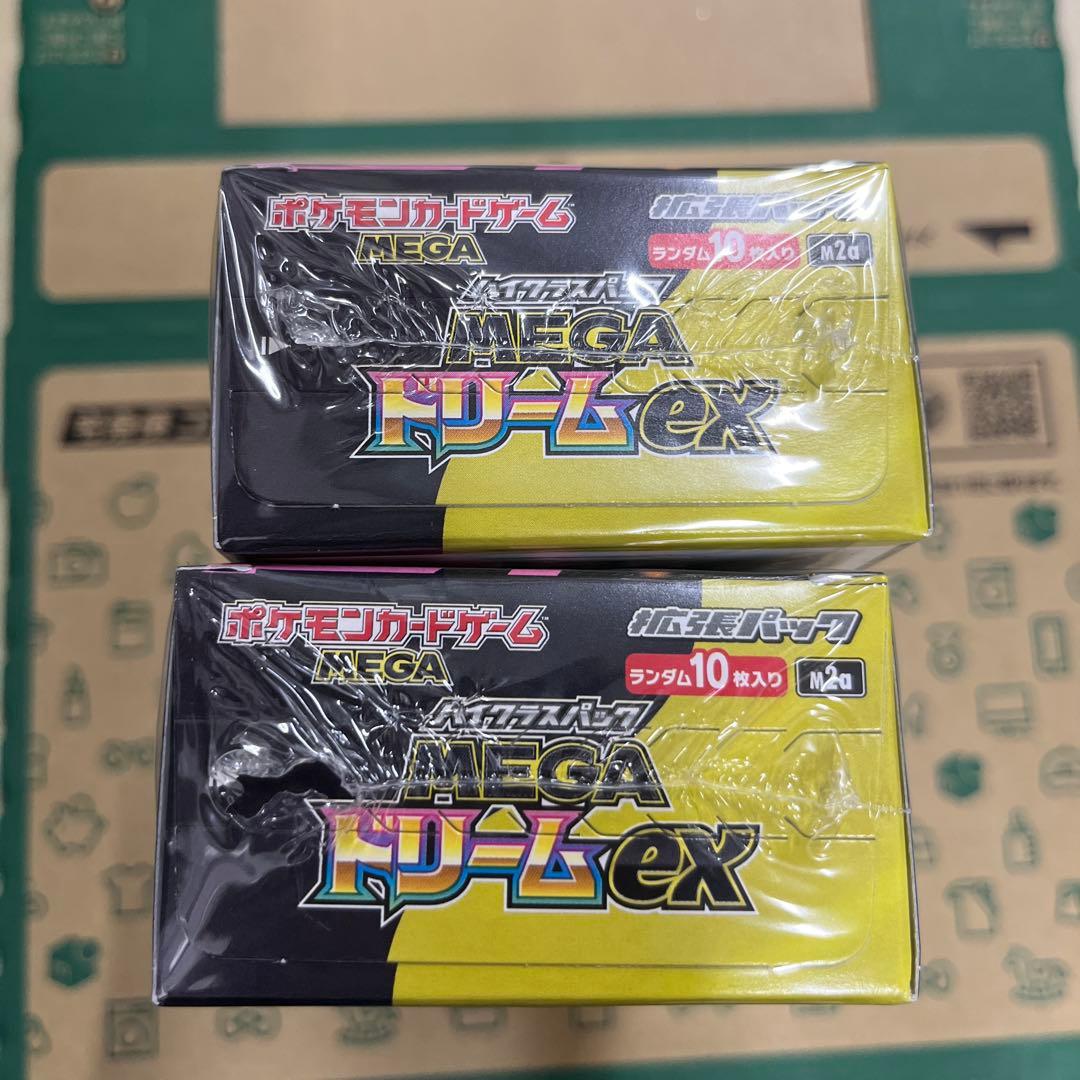 ポケモンカードゲーム
MEGA
拡張パック
ランダム10枚入り M2a
ハイクラスパック
MEGA
ドリームex
ポケモンカードゲーム
MEGA
拡張パック
ランダム10枚入り M2a
ハイクラスパック
MEGA
ドリームex